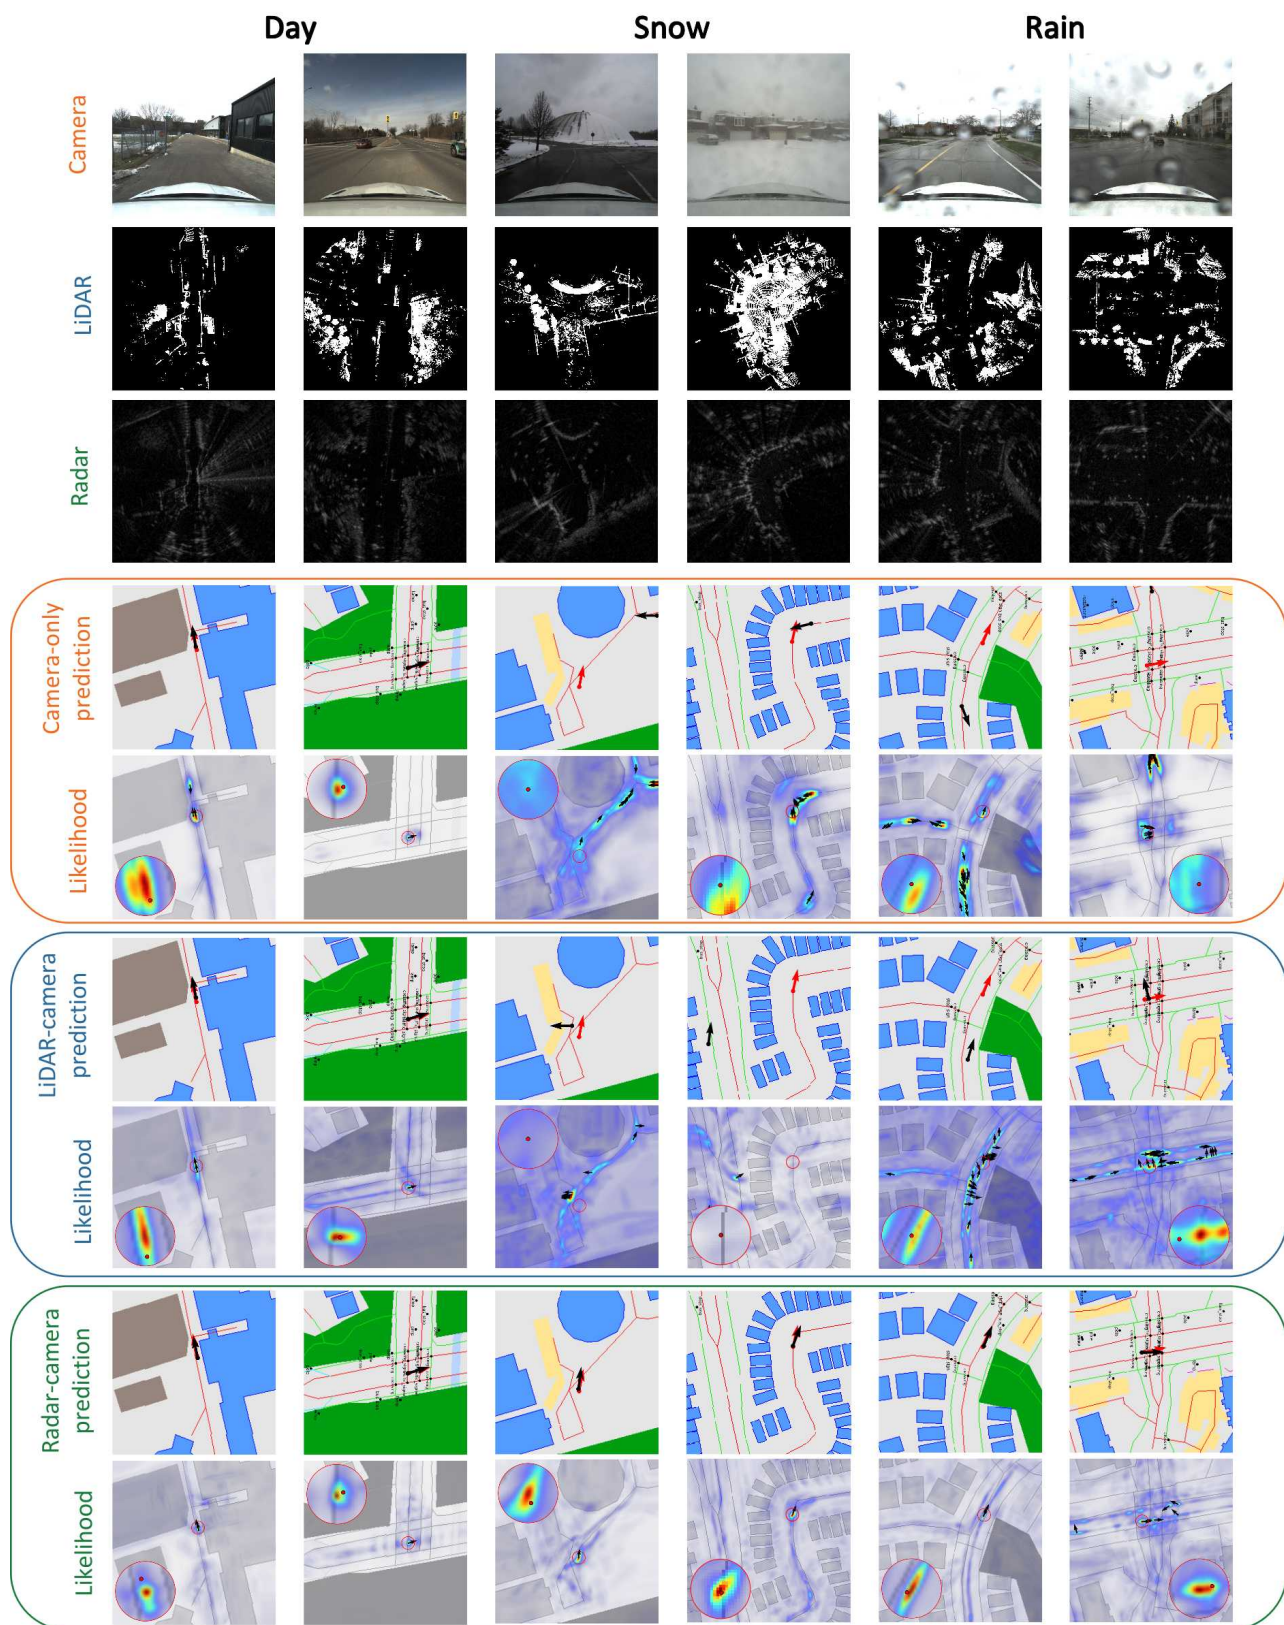 Day Snow Rain
Camera
LiDAR
Radar
Camera-only
prediction
Likelihood
LiDAR-camera
prediction
Likelihood
Radar-camera
prediction
Likelihood